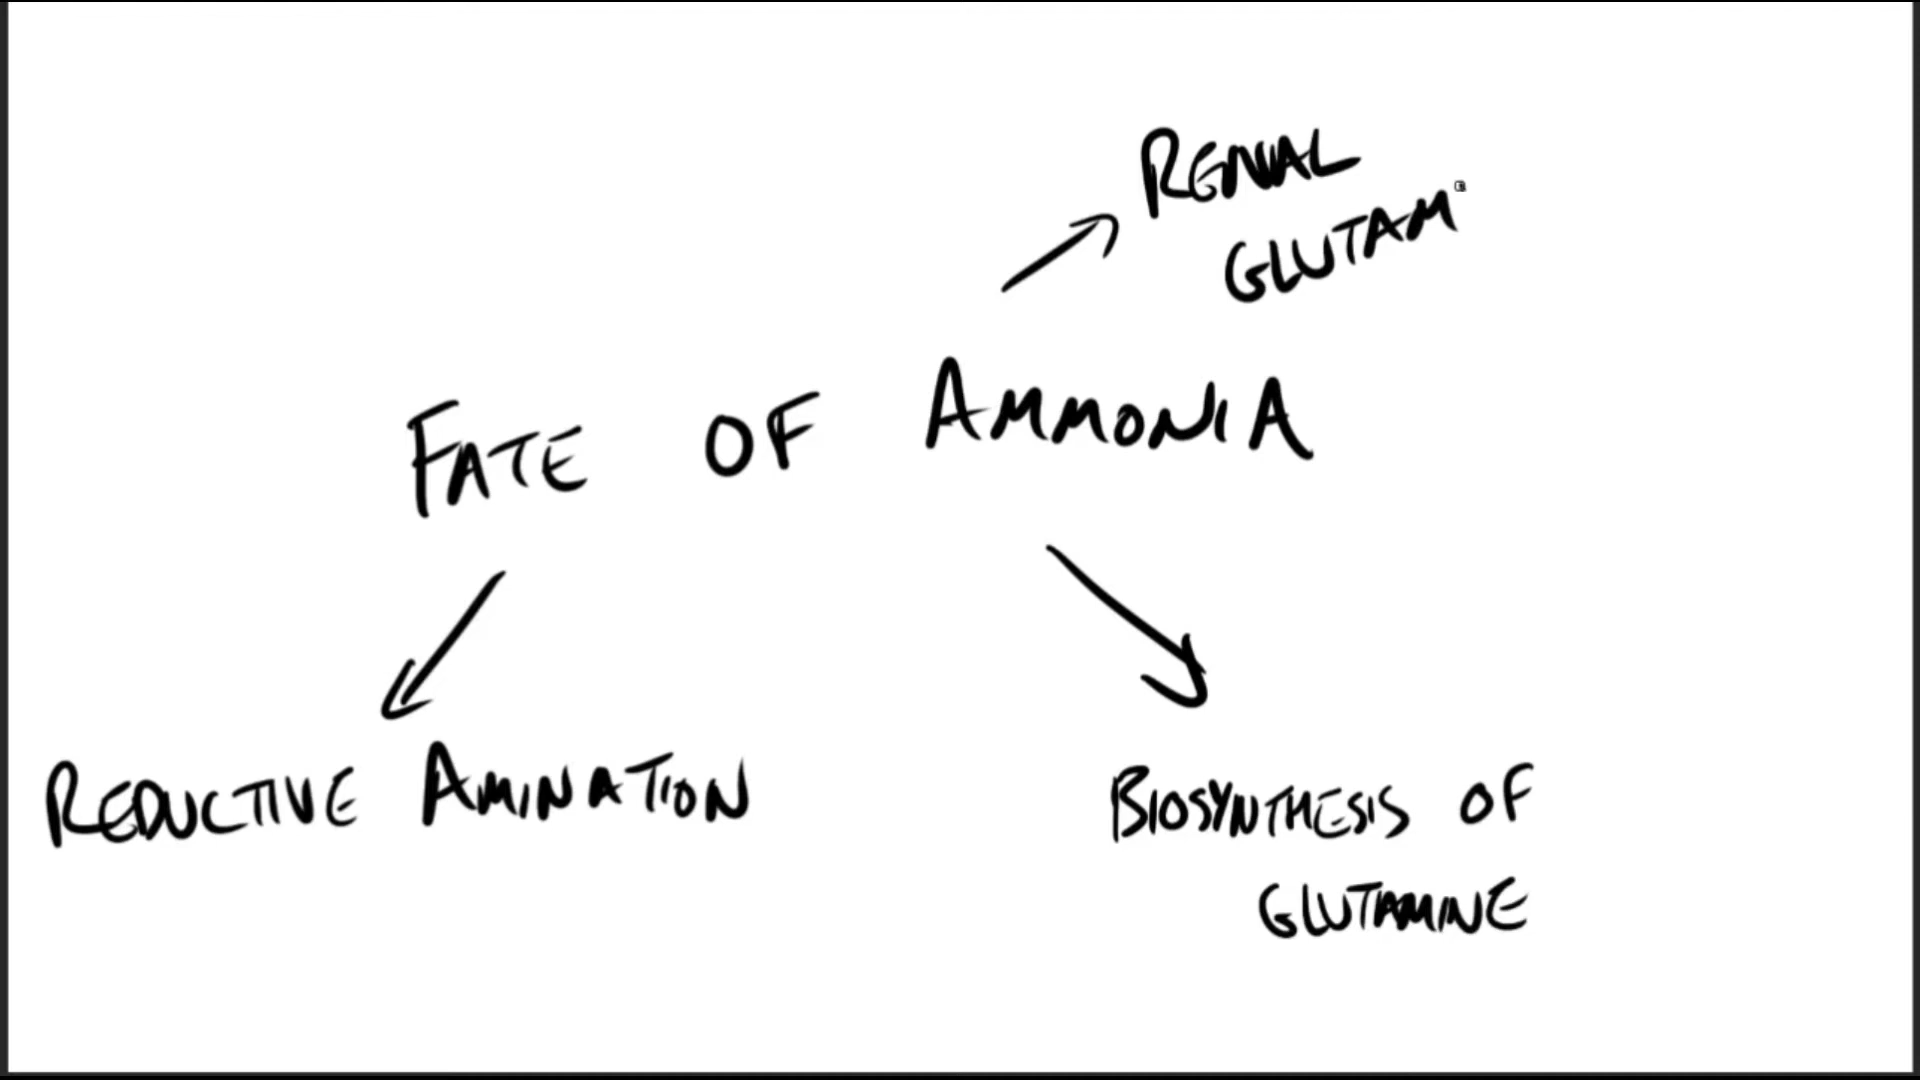 RENAL
GLUTAM
FATE OF AMMONIA
REDUCTIVE AMINATION
BIOSYNTHESIS OF
GLUTAMINE